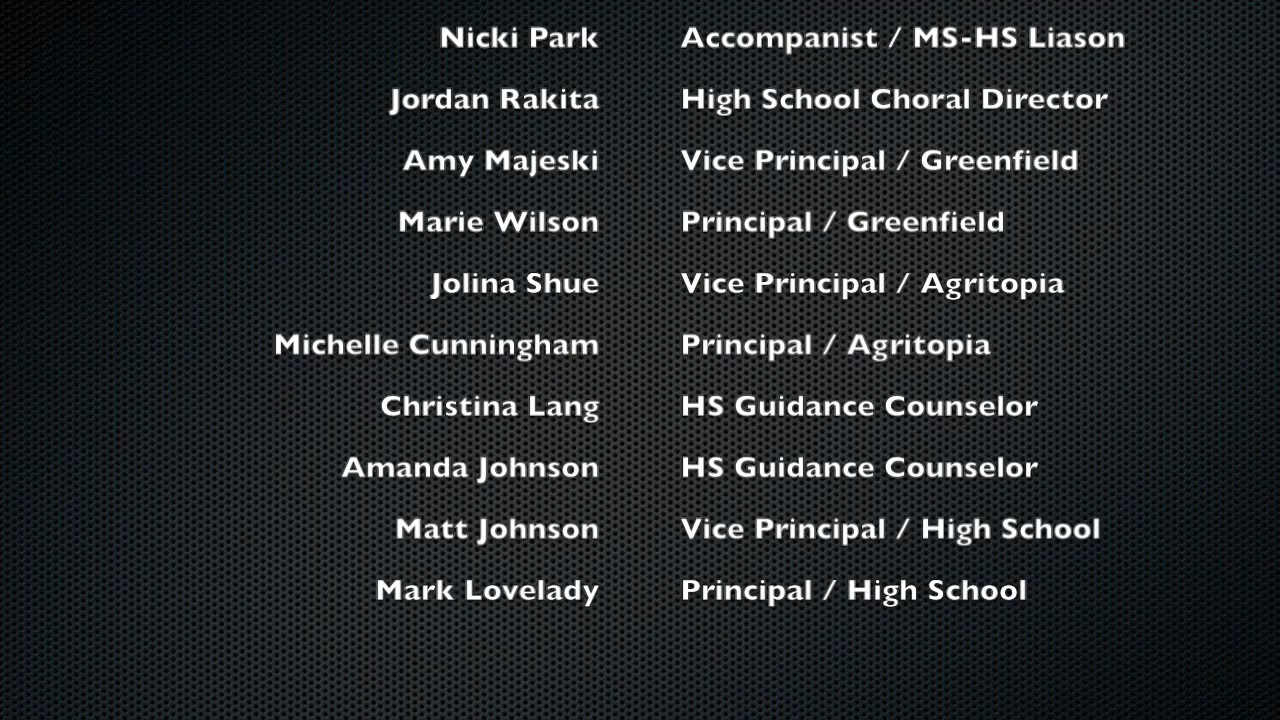 Nicki Park Accompanist / MS-HS Liason
Jordan Rakita High School Choral Director
Amy Majeski Vice Principal / Greenfield
Marie Wilson Principal / Greenfield
Jolina Shue Vice Principal / Agritopia
Michelle Cunningham Principal / Agritopia
Christina Lang HS Guidance Counselor
Amanda Johnson HS Guidance Counselor
Matt Johnson Vice Principal / High School
Mark Lovelady Principal / High School